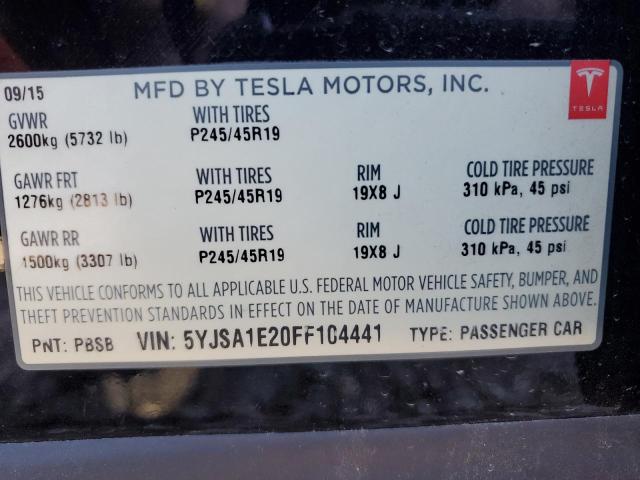 09/15 MFD BY TESLA MOTORS, INC.
TESLA
GVWR WITH TIRES
2600kg (5732 lb) P245/45R19
GAWR FRT WITH TIRES RIM COLD TIRE PRESSURE
1276kg (2813 lb) P245/45R19 19X8 J 310 kPa, 45 psi
GAWR RR WITH TIRES RIM COLD TIRE PRESSURE
1500kg (3307 lb) P245/45R19 19X8 J 310 kPa, 45 psi
THIS VEHICLE CONFORMS TO ALL APPLICABLE U.S. FEDERAL MOTOR VEHICLE SAFETY, BUMPER, AND
THEFT PREVENTION STANDARDS IN EFFECT ON THE DATE OF MANUFACTURE SHOWN ABOVE.
PNT: PBSB VIN: 5YJSA1E20FF104441 TYPE: PASSENGER CAR